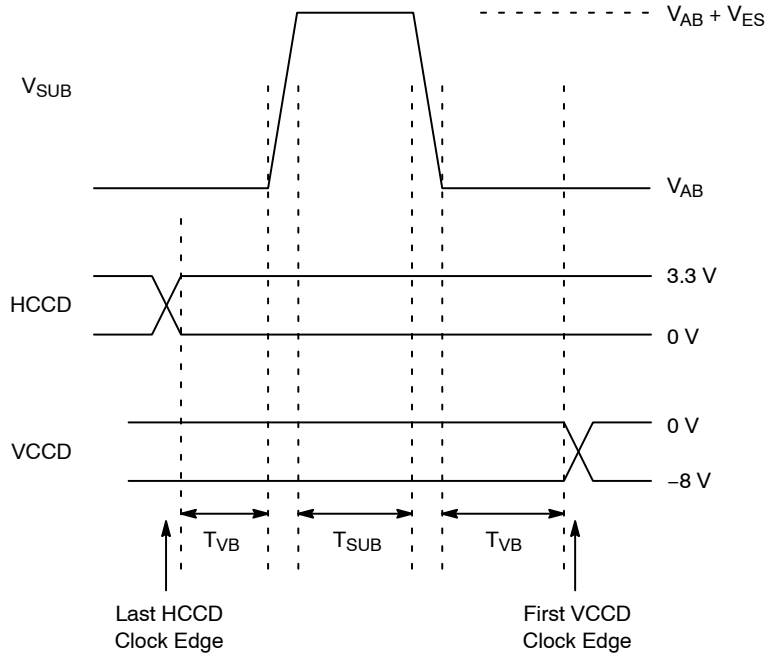 V_AB + V_ES
V_SUB
V_AB
3.3 V
HCCD
0 V
0 V
VCCD
−8 V
T_VB
T_SUB
T_VB
Last HCCD
Clock Edge
First VCCD
Clock Edge